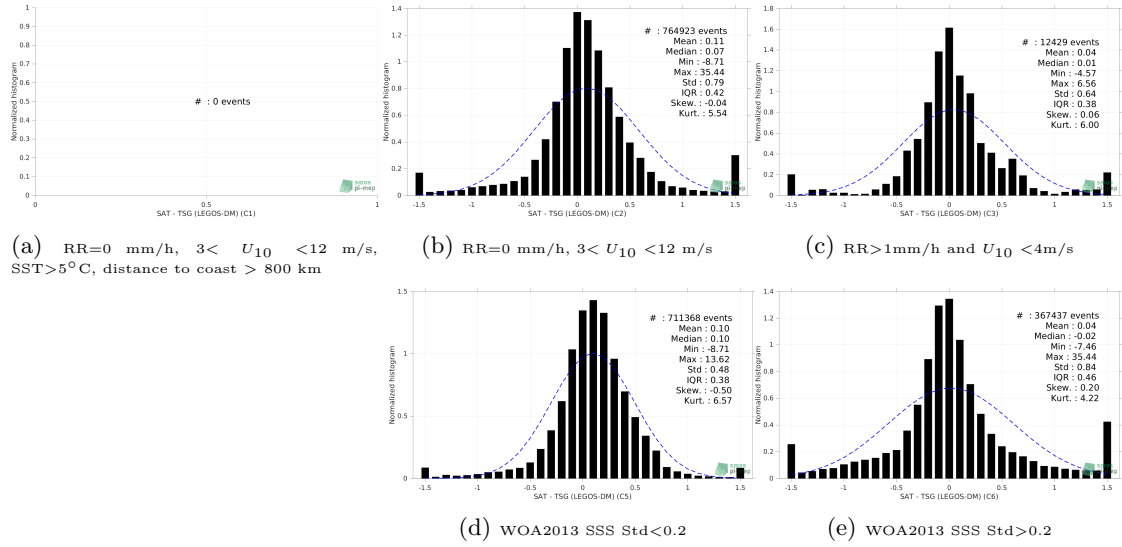 1
0.9
0.8
0.7
0.6
0.5
0.4
0.3
0.2
0.1
0
Normalized histogram
# : 0 events
0 0.5 1
SAT - TSG (LEGOS-DM) (C1)
smos
pi-mep
(a) RR=0 mm/h, 3< U10 <12 m/s,
SST>5°C, distance to coast > 800 km
1.4
1.2
1
0.8
0.6
0.4
0.2
0
Normalized histogram
# : 764923 events
Mean : 0.11
Median : 0.07
Min : -8.71
Max : 35.44
Std : 0.79
IQR : 0.42
Skew. : -0.04
Kurt. : 5.54
-1.5 -1 -0.5 0 0.5 1 1.5
SAT - TSG (LEGOS-DM) (C2)
smos
pi-mep
(b) RR=0 mm/h, 3< U10 <12 m/s
1.8
1.6
1.4
1.2
1
0.8
0.6
0.4
0.2
0
Normalized histogram
# : 12429 events
Mean : 0.04
Median : 0.01
Min : -4.57
Max : 6.56
Std : 0.64
IQR : 0.38
Skew. : 0.06
Kurt. : 6.00
-1.5 -1 -0.5 0 0.5 1 1.5
SAT - TSG (LEGOS-DM) (C3)
smos
pi-mep
(c) RR>1mm/h and U10 <4m/s
1.5
1
0.5
0
Normalized histogram
# : 711368 events
Mean : 0.10
Median : 0.10
Min : -8.71
Max : 13.62
Std : 0.48
IQR : 0.38
Skew. : -0.50
Kurt. : 6.57
-1.5 -1 -0.5 0 0.5 1 1.5
SAT - TSG (LEGOS-DM) (C5)
smos
pi-mep
(d) WOA2013 SSS Std<0.2
1.4
1.2
1
0.8
0.6
0.4
0.2
0
Normalized histogram
# : 367437 events
Mean : 0.04
Median : -0.02
Min : -7.46
Max : 35.44
Std : 0.84
IQR : 0.46
Skew. : 0.20
Kurt. : 4.22
-1.5 -1 -0.5 0 0.5 1 1.5
SAT - TSG (LEGOS-DM) (C6)
smos
pi-mep
(e) WOA2013 SSS Std>0.2